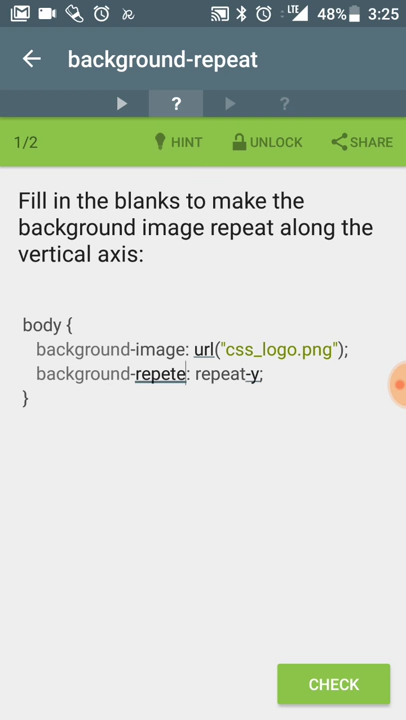 LTE 48% 3:25
background-repeat
?
?
1/2 HINT UNLOCK SHARE
Fill in the blanks to make the
background image repeat along the
vertical axis:
body {
background-image: url("css_logo.png");
background-repete: repeat-y;
}
CHECK